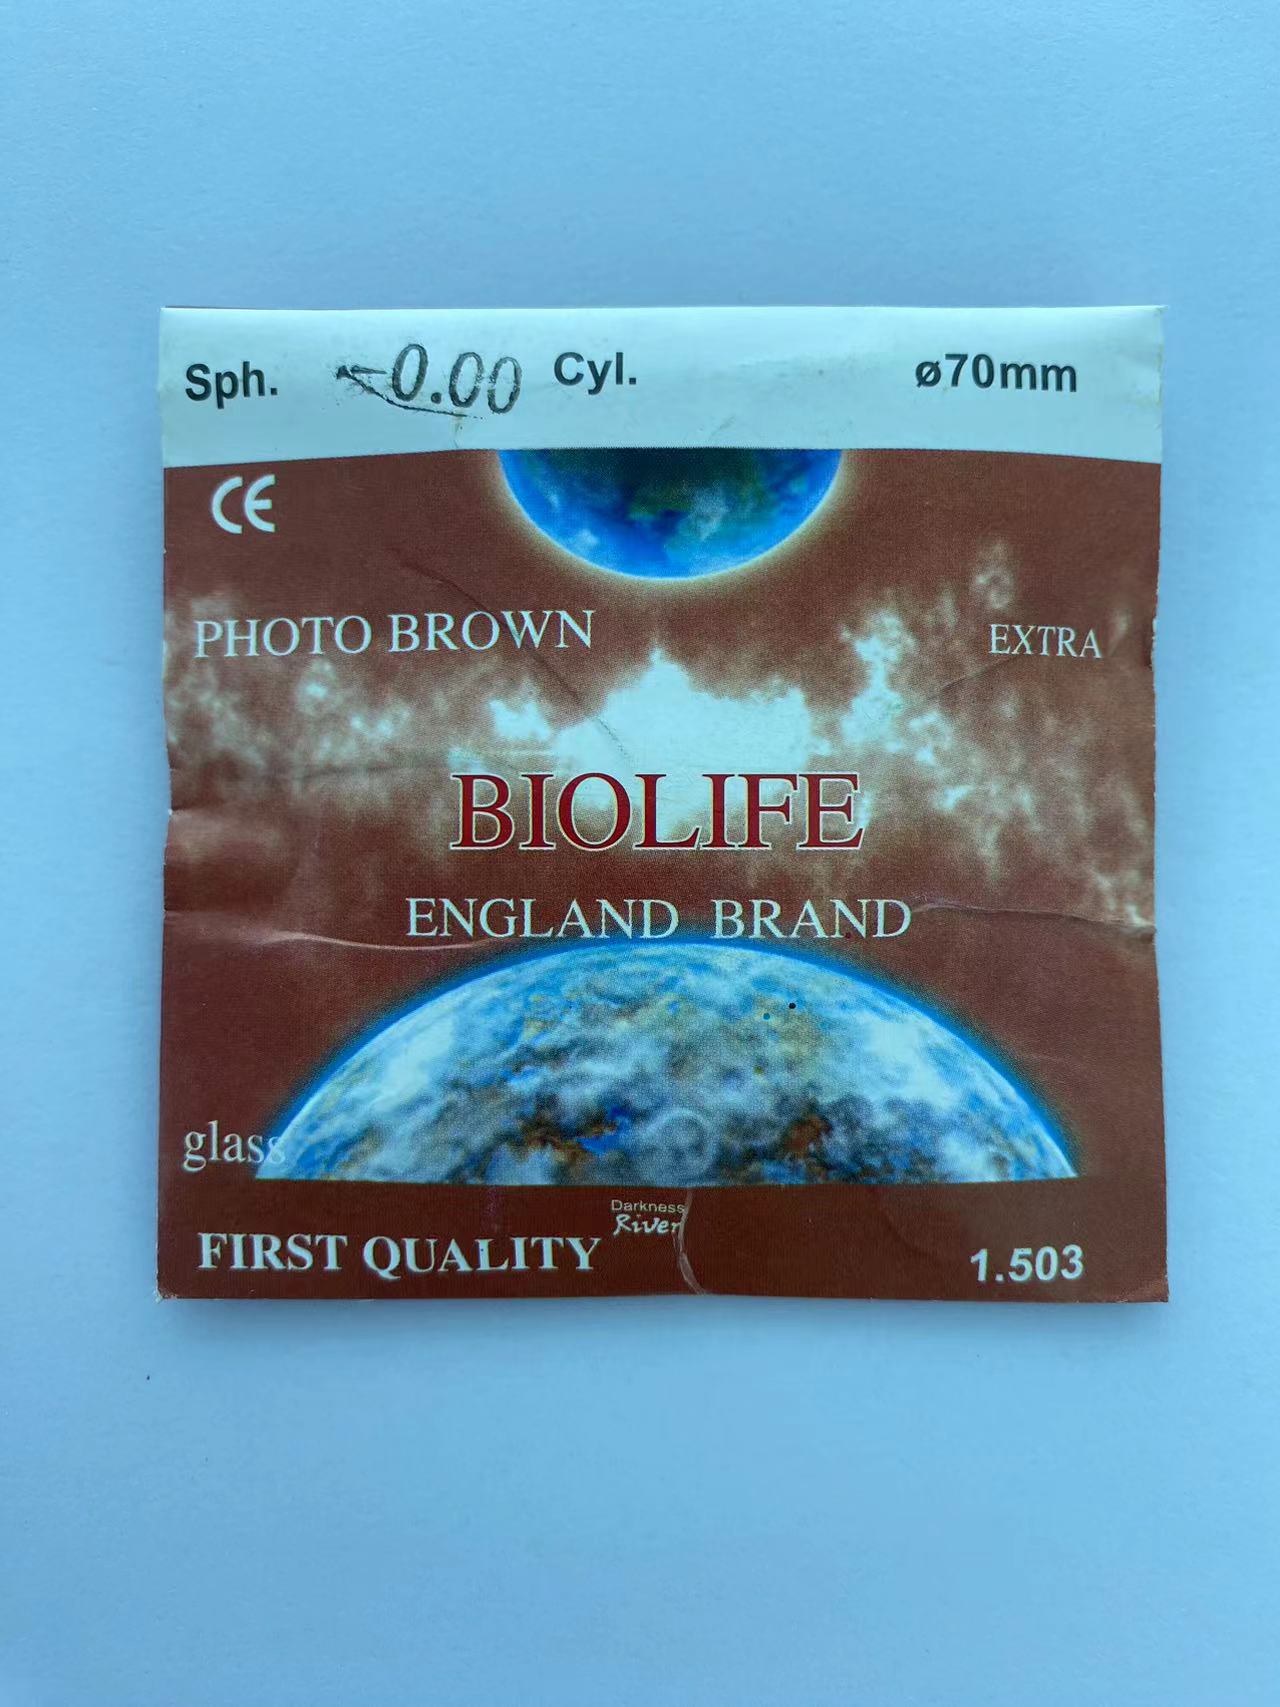 Sph. -0.00 Cyl. ø70mm
CE
PHOTO BROWN EXTRA
BIOLIFE
ENGLAND BRAND
glass
Darkness
River
FIRST QUALITY 1.503